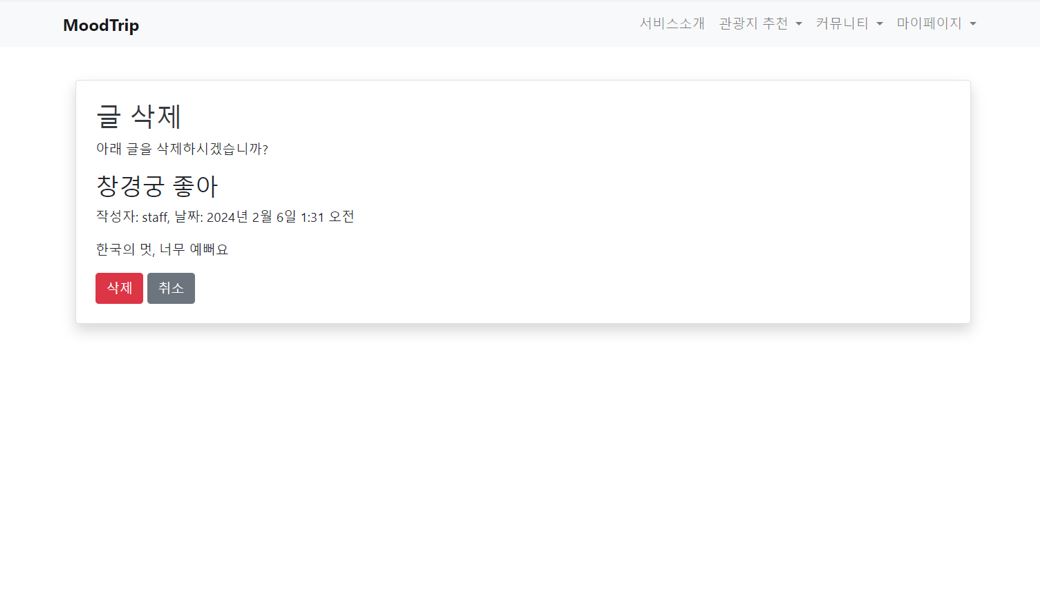 MoodTrip 서비스소개 관광지 추천 커뮤니티 마이페이지
글 삭제
아래 글을 삭제하시겠습니까?
창경궁 좋아
작성자: staff, 날짜: 2024년 2월 6일 1:31 오전
한국의 멋, 너무 예뻐요
삭제 취소